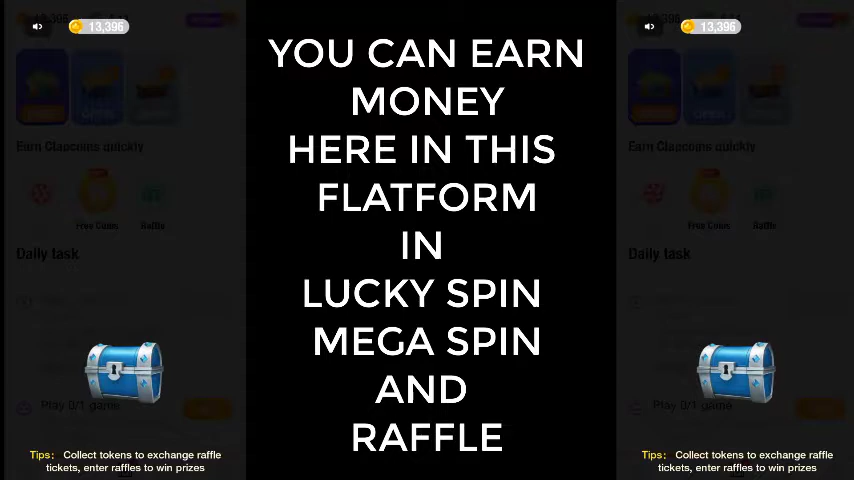 13,396
Earn Clapcoins quickly
Free Coins
Raffle
Daily task
Play 0/1 game
Tips: Collect tokens to exchange raffle
tickets, enter raffles to win prizes
YOU CAN EARN
MONEY
HERE IN THIS
FLATFORM
IN
LUCKY SPIN
MEGA SPIN
AND
RAFFLE
13,396
Earn Clapcoins quickly
Free Coins
Raffle
Daily task
Play 0/1 game
Tips: Collect tokens to exchange raffle
tickets, enter raffles to win prizes